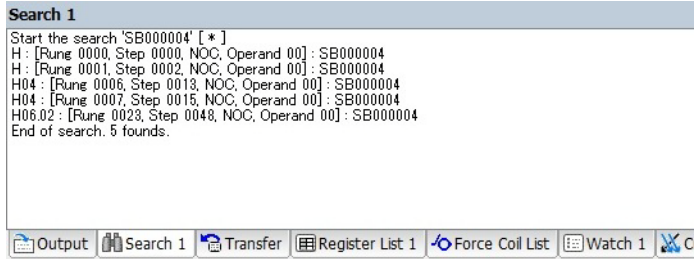 Search 1
Start the search 'SB000004' [ * ]
H : [Rung 0000, Step 0000, NOC, Operand 00] : SB000004
H : [Rung 0001, Step 0002, NOC, Operand 00] : SB000004
H04 : [Rung 0006, Step 0013, NOC, Operand 00] : SB000004
H04 : [Rung 0007, Step 0015, NOC, Operand 00] : SB000004
H06.02 : [Rung 0023, Step 0048, NOC, Operand 00] : SB000004
End of search. 5 founds.
Output Search 1 Transfer Register List 1 Force Coil List Watch 1 C